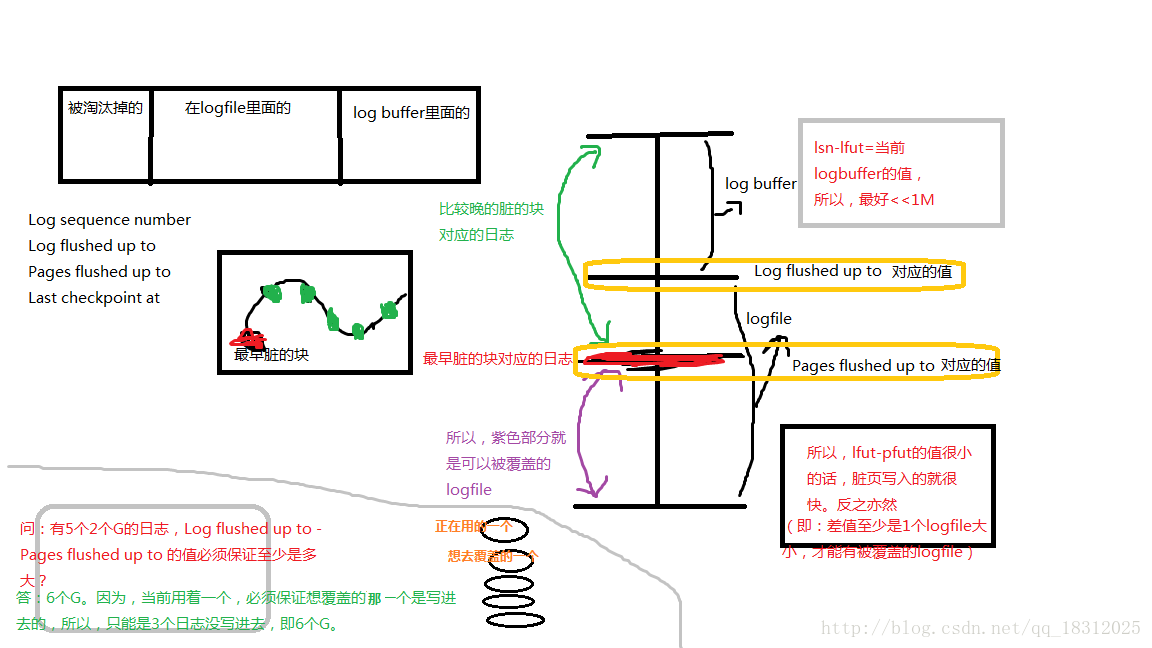 被淘汰掉的
在logfile里面的
log buffer里面的
Log sequence number
Log flushed up to
Pages flushed up to
Last checkpoint at
最早脏的块
比较晚的脏的块
对应的日志
log buffer
lsn-lfut=当前
logbuffer的值，
所以，最好<<1M
Log flushed up to 对应的值
logfile
最早脏的块对应的日志
Pages flushed up to 对应的值
所以，紫色部分就
是可以被覆盖的
logfile
所以，lfut-pfut的值很小
的话，脏页写入的就很
快。反之亦然
（即：差值至少是1个logfile大
小，才能有被覆盖的logfile）
正在用的一个
想去覆盖的一个
问：有5个2个G的日志，Log flushed up to -
Pages flushed up to 的值必须保证至少是多
大？
答：6个G。因为，当前用着一个，必须保证想覆盖的那一个是写进
去的，所以，只能是3个日志没写进去，即6个G。
http://blog.csdn.net/qq_18312025